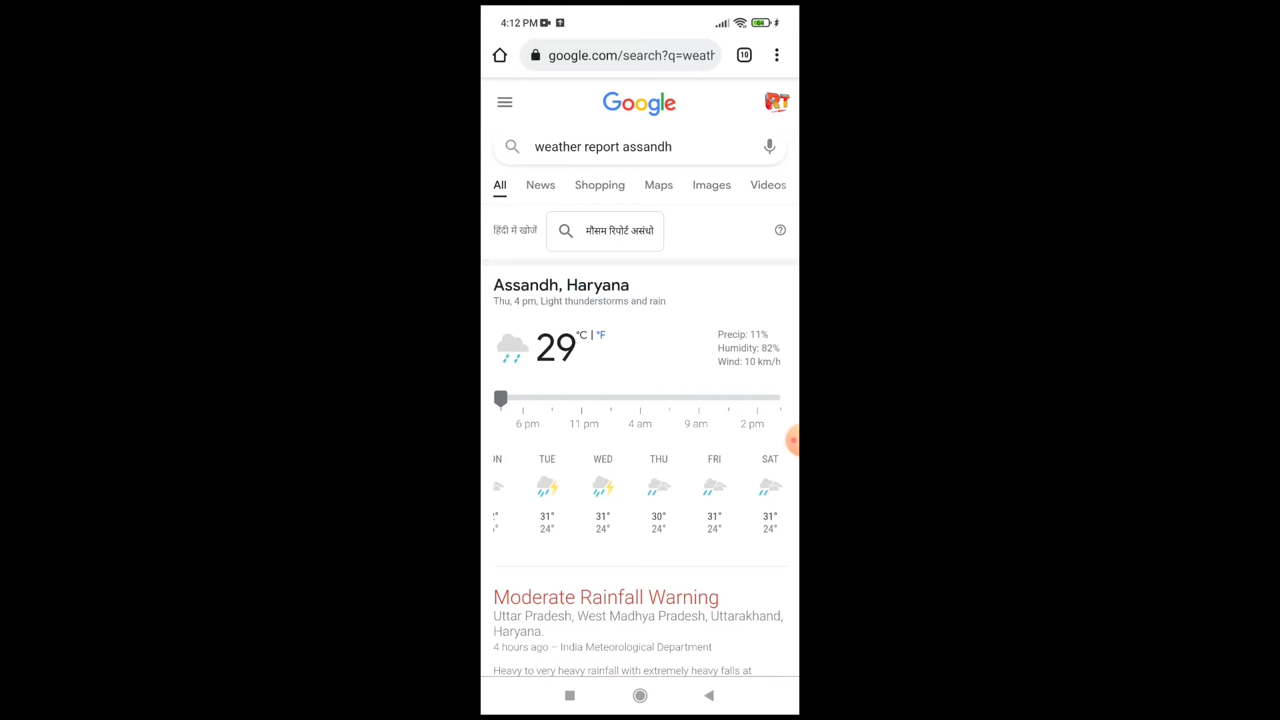 4:12 PM
64
google.com/search?q=weath
10
Google
RT
weather report assandh
All News Shopping Maps Images Videos
हिंदी में खोजें मौसम रिपोर्ट असंधो
Assandh, Haryana
Thu, 4 pm, Light thunderstorms and rain
29 °C | °F
Precip: 11%
Humidity: 82%
Wind: 10 km/h
6 pm 11 pm 4 am 9 am 2 pm
TUE WED THU FRI SAT
31° 31° 30° 31° 31°
24° 24° 24° 24° 24°
Moderate Rainfall Warning
Uttar Pradesh, West Madhya Pradesh, Uttarakhand,
Haryana.
4 hours ago – India Meteorological Department
Heavy to very heavy rainfall with extremely heavy falls at